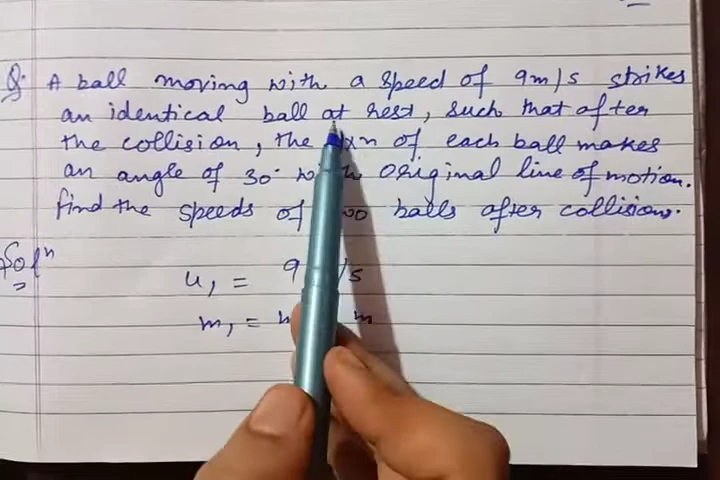 Q. A ball moving with a speed of 9m/s strikes
an identical ball at rest, such that after
the collision, the of each ball makes
an angle of 30° original line of motion.
find the speeds of balls after collision.
Solⁿ
u₁ = 9 /s
m₁ = m